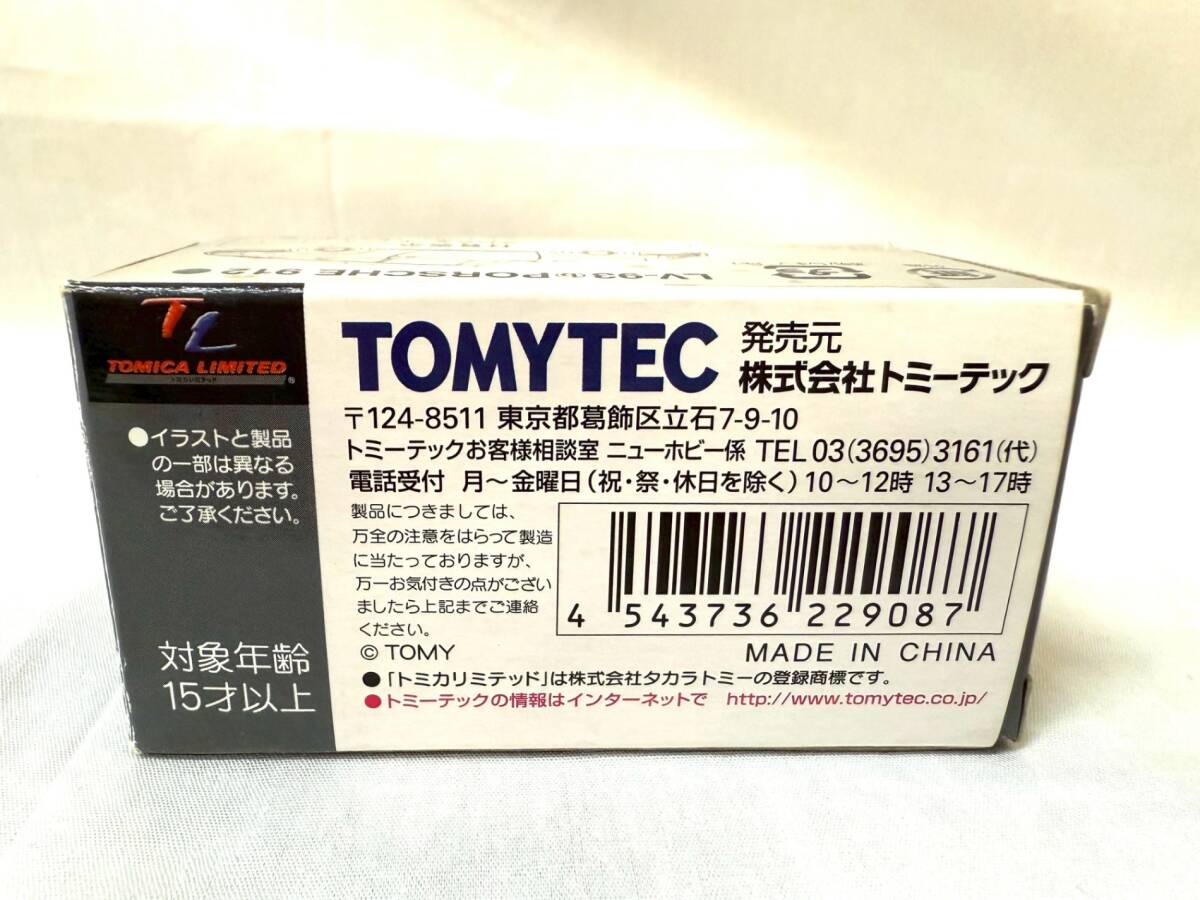 LV-93 ⓑ PORSCHE 912 ●
TL
TOMICA LIMITED
®
●イラストと製品
の一部は異なる
場合があります。
ご了承ください。
対象年齢
15才以上
TOMYTEC
発売元
株式会社トミーテック
〒124-8511 東京都葛飾区立石7-9-10
トミーテックお客様相談室 ニューホビー係 TEL 03(3695)3161(代)
電話受付 月〜金曜日(祝・祭・休日を除く) 10〜12時 13〜17時
製品につきましては、
万全の注意をはらって製造
に当たっておりますが、
万一お気付きの点がござい
ましたら上記までご連絡
ください。
4 543736 229087
© TOMY
MADE IN CHINA
●「トミカリミテッド」は株式会社タカラトミーの登録商標です。
●トミーテックの情報はインターネットで http://www.tomytec.co.jp/